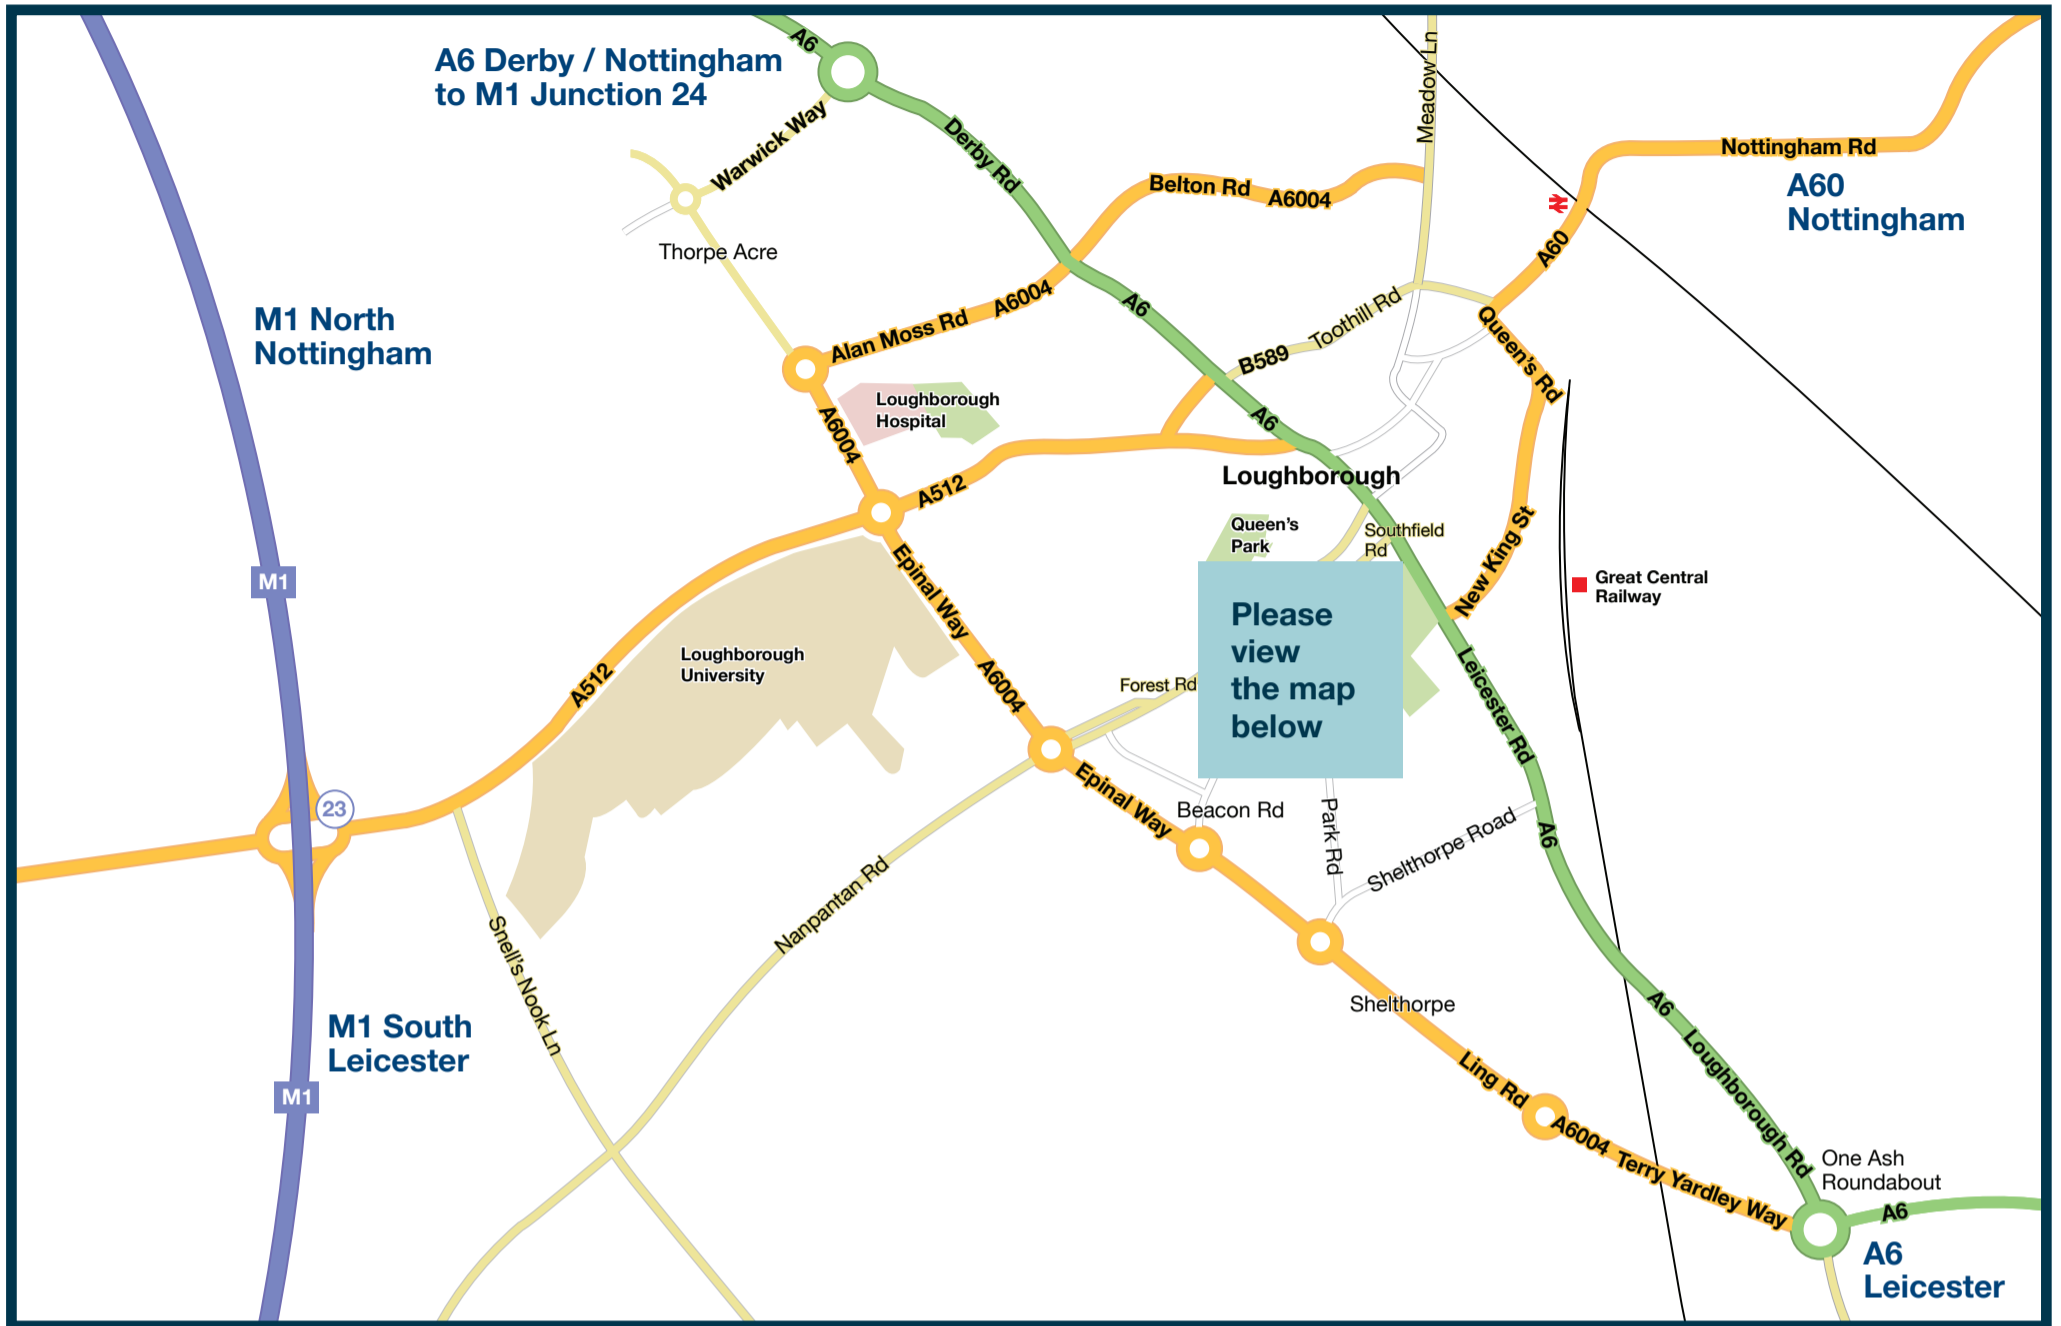 A6
A6 Derby / Nottingham
to M1 Junction 24
Warwick Way
Derby Rd
Meadow Ln
Belton Rd
A6004
Nottingham Rd
A60
Nottingham
A60
Thorpe Acre
M1 North
Nottingham
Alan Moss Rd
A6004
A6
B589
Toothill Rd
Queen's Rd
Loughborough
Hospital
A6004
A6
A512
Loughborough
Queen's
Park
Southfield
Rd
New King St
M1
Epinal Way
Great Central
Railway
Please
view
the map
below
Loughborough
University
A512
A6004
Forest Rd
Leicester Rd
23
Epinal Way
Beacon Rd
Park Rd
Shelthorpe Road
A6
Nanpantan Rd
Snell's Nook Ln
Shelthorpe
A6
M1 South
Leicester
M1
Ling Rd
Loughborough Rd
A6004
Terry Yardley Way
One Ash
Roundabout
A6
A6
Leicester